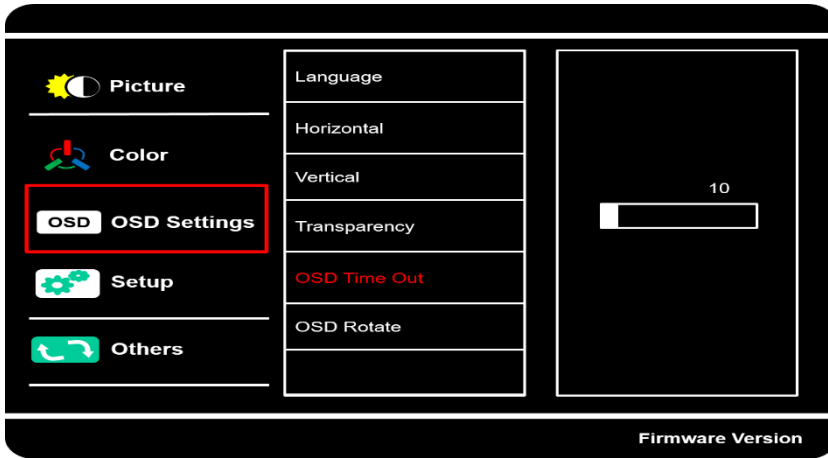 Picture
Color
OSD OSD Settings
Setup
Others
Language
Horizontal
Vertical
Transparency
OSD Time Out
OSD Rotate
10
Firmware Version